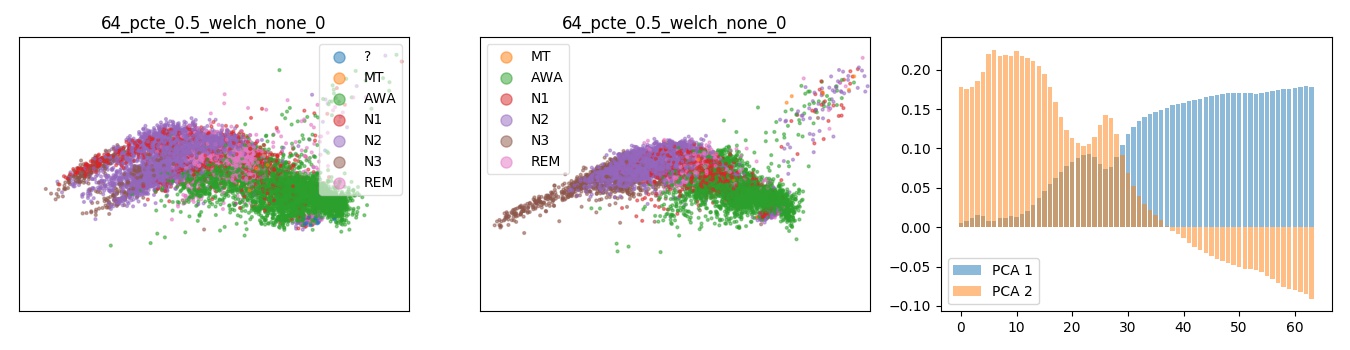 64_pcte_0.5_welch_none_0
?
MT
AWA
N1
N2
N3
REM
64_pcte_0.5_welch_none_0
MT
AWA
N1
N2
N3
REM
0.20
0.15
0.10
0.05
0.00
−0.05
−0.10
PCA 1
PCA 2
0 10 20 30 40 50 60